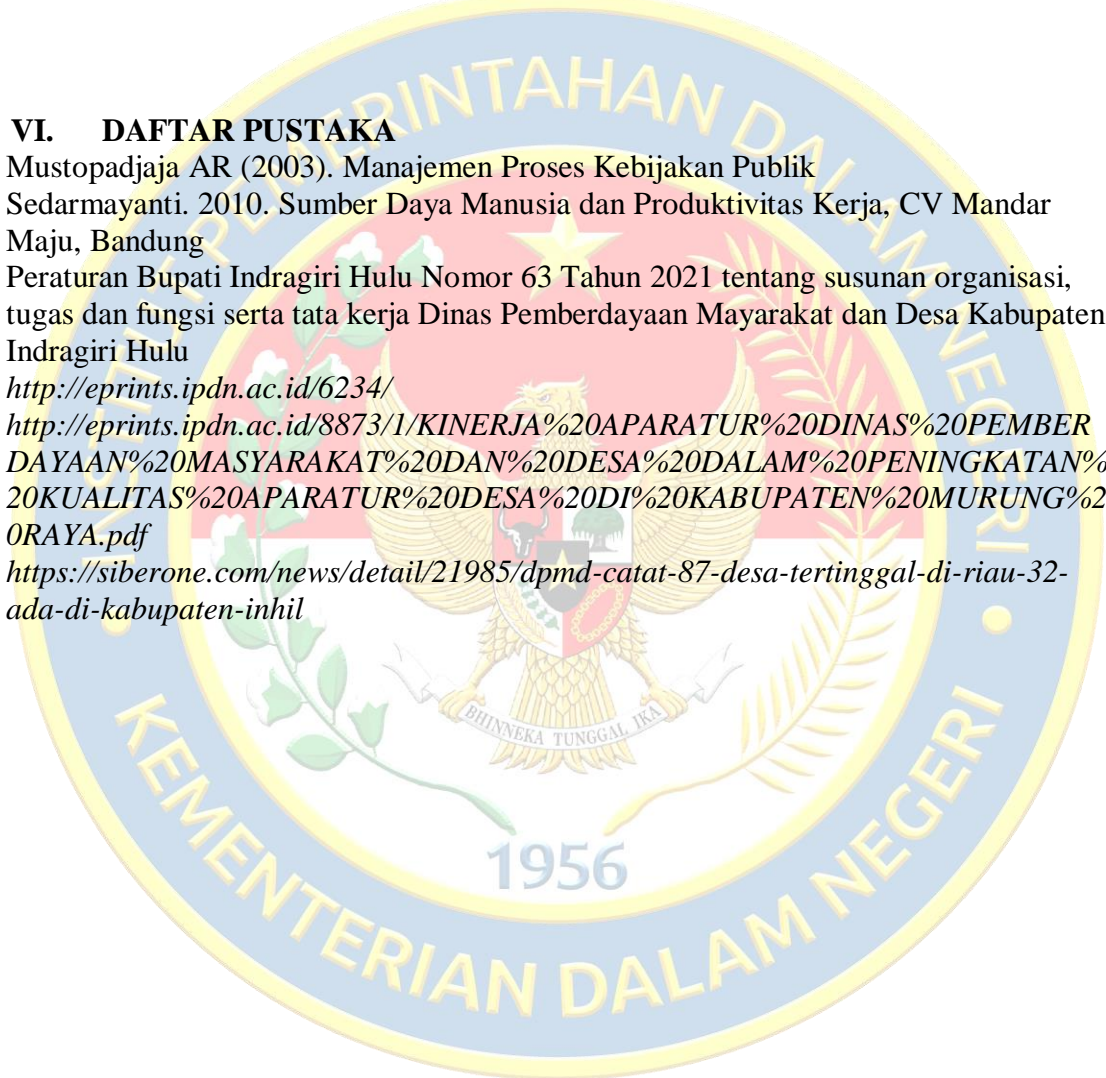 VI. DAFTAR PUSTAKA
Mustopadjaja AR (2003). Manajemen Proses Kebijakan Publik
Sedarmayanti. 2010. Sumber Daya Manusia dan Produktivitas Kerja, CV Mandar
Maju, Bandung
Peraturan Bupati Indragiri Hulu Nomor 63 Tahun 2021 tentang susunan organisasi,
tugas dan fungsi serta tata kerja Dinas Pemberdayaan Mayarakat dan Desa Kabupaten
Indragiri Hulu
http://eprints.ipdn.ac.id/6234/
http://eprints.ipdn.ac.id/8873/1/KINERJA%20APARATUR%20DINAS%20PEMBER
DAYAAN%20MASYARAKAT%20DAN%20DESA%20DALAM%20PENINGKATAN%
20KUALITAS%20APARATUR%20DESA%20DI%20KABUPATEN%20MURUNG%2
0RAYA.pdf
https://siberone.com/news/detail/21985/dpmd-catat-87-desa-tertinggal-di-riau-32-
ada-di-kabupaten-inhil
INSTITUT PEMERINTAHAN DALAM NEGERI
BHINNEKA TUNGGAL IKA
1956
KEMENTERIAN DALAM NEGERI